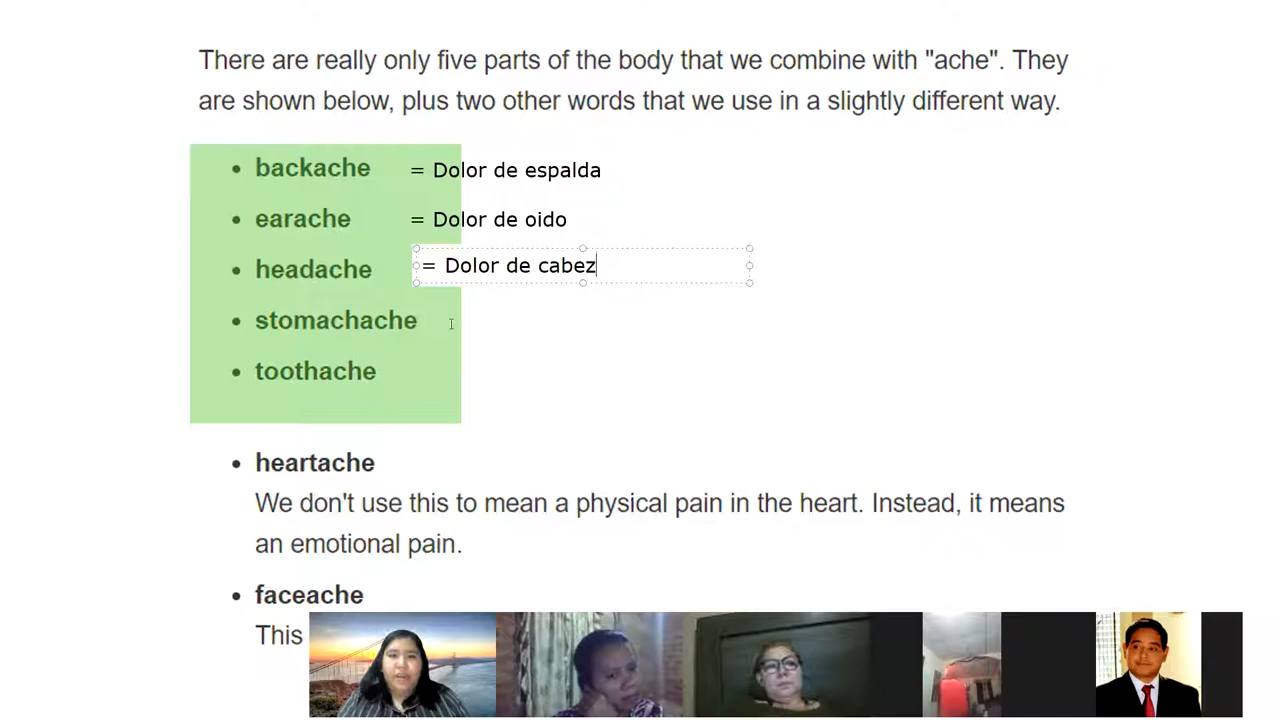 There are really only five parts of the body that we combine with "ache". They
are shown below, plus two other words that we use in a slightly different way.
• backache = Dolor de espalda
• earache = Dolor de oido
• headache = Dolor de cabez
• stomachache
• toothache
• heartache
We don't use this to mean a physical pain in the heart. Instead, it means
an emotional pain.
• faceache
This